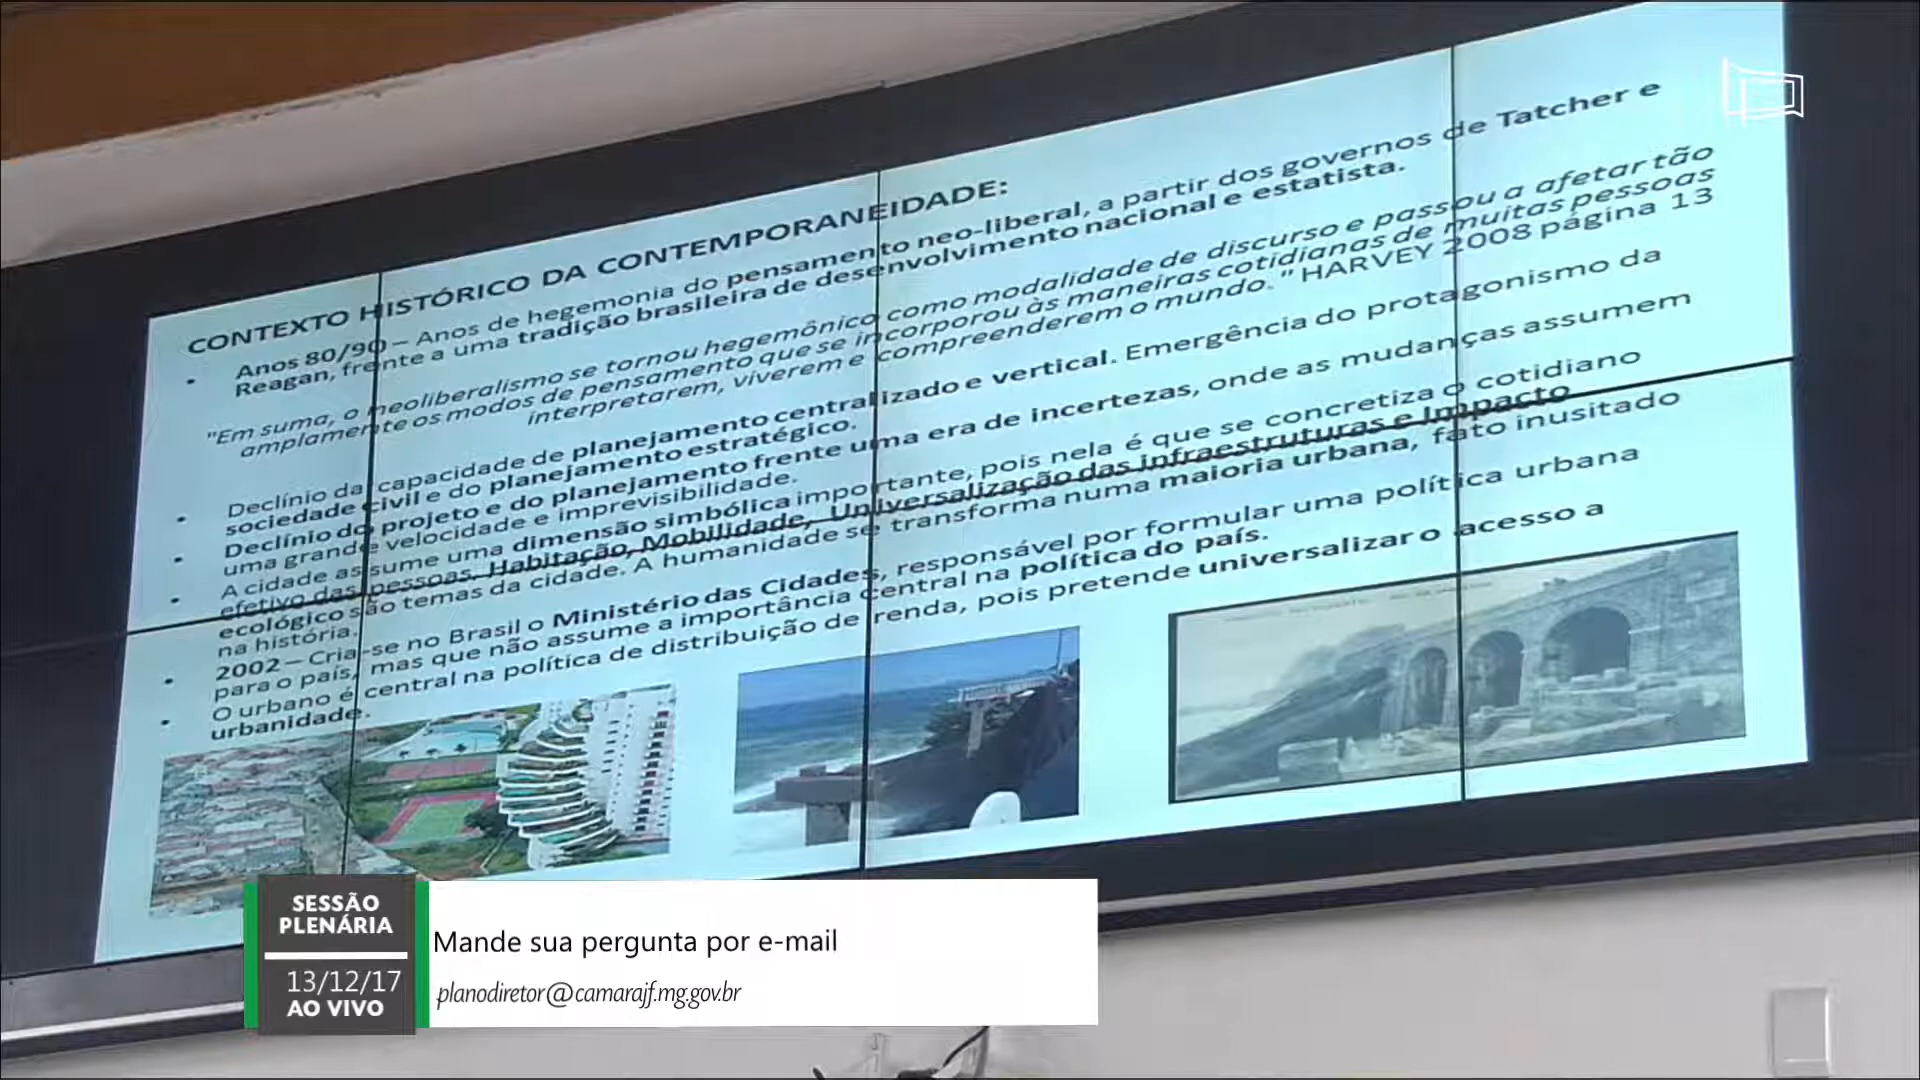 CONTEXTO HISTÓRICO DA CONTEMPORANEIDADE:
• Anos 80/90 – Anos de hegemonia do pensamento neo-liberal, a partir dos governos de Tatcher e
Reagan, frente a uma tradição brasileira de desenvolvimento nacional e estatista.
"Em suma, o neoliberalismo se tornou hegemônico como modalidade de discurso e passou a afetar tão
amplamente os modos de pensamento que se incorporou às maneiras cotidianas de muitas pessoas
interpretarem, viverem e compreenderem o mundo." HARVEY 2008 página 13
• Declínio da capacidade de planejamento centralizado e vertical. Emergência do protagonismo da
sociedade civil e do planejamento estratégico.
• Declínio do projeto e do planejamento frente uma era de incertezas, onde as mudanças assumem
uma grande velocidade e imprevisibilidade.
• A cidade assume uma dimensão simbólica importante, pois nela é que se concretiza o cotidiano
efetivo das pessoas. Habitação, Mobilidade, Universalização das infraestruturas e Impacto
ecológico são temas da cidade. A humanidade se transforma numa maioria urbana, fato inusitado
na história.
• 2002 – Cria-se no Brasil o Ministério das Cidades, responsável por formular uma política urbana
para o país, mas que não assume a importância central na política do país.
• O urbano é central na política de distribuição de renda, pois pretende universalizar o acesso a
urbanidade.
SESSÃO
PLENÁRIA
13/12/17
AO VIVO
Mande sua pergunta por e-mail
planodiretor@camarajf.mg.gov.br